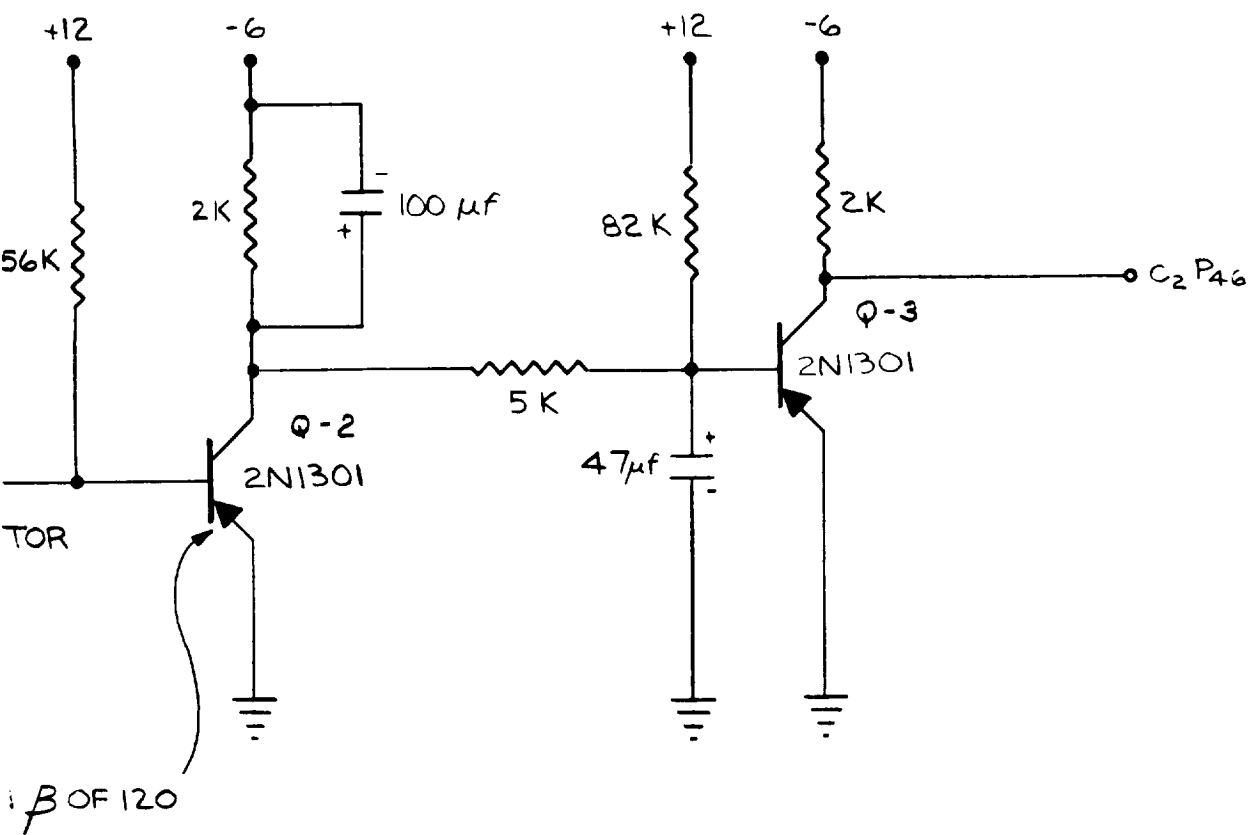 +12
-6
+12
-6
-
2K
100 µf
+
56K
82K
2K
C₂ P₄₆
Q-3
2N1301
5K
Q-2
2N1301
+
47µf
-
TOR
β OF 120